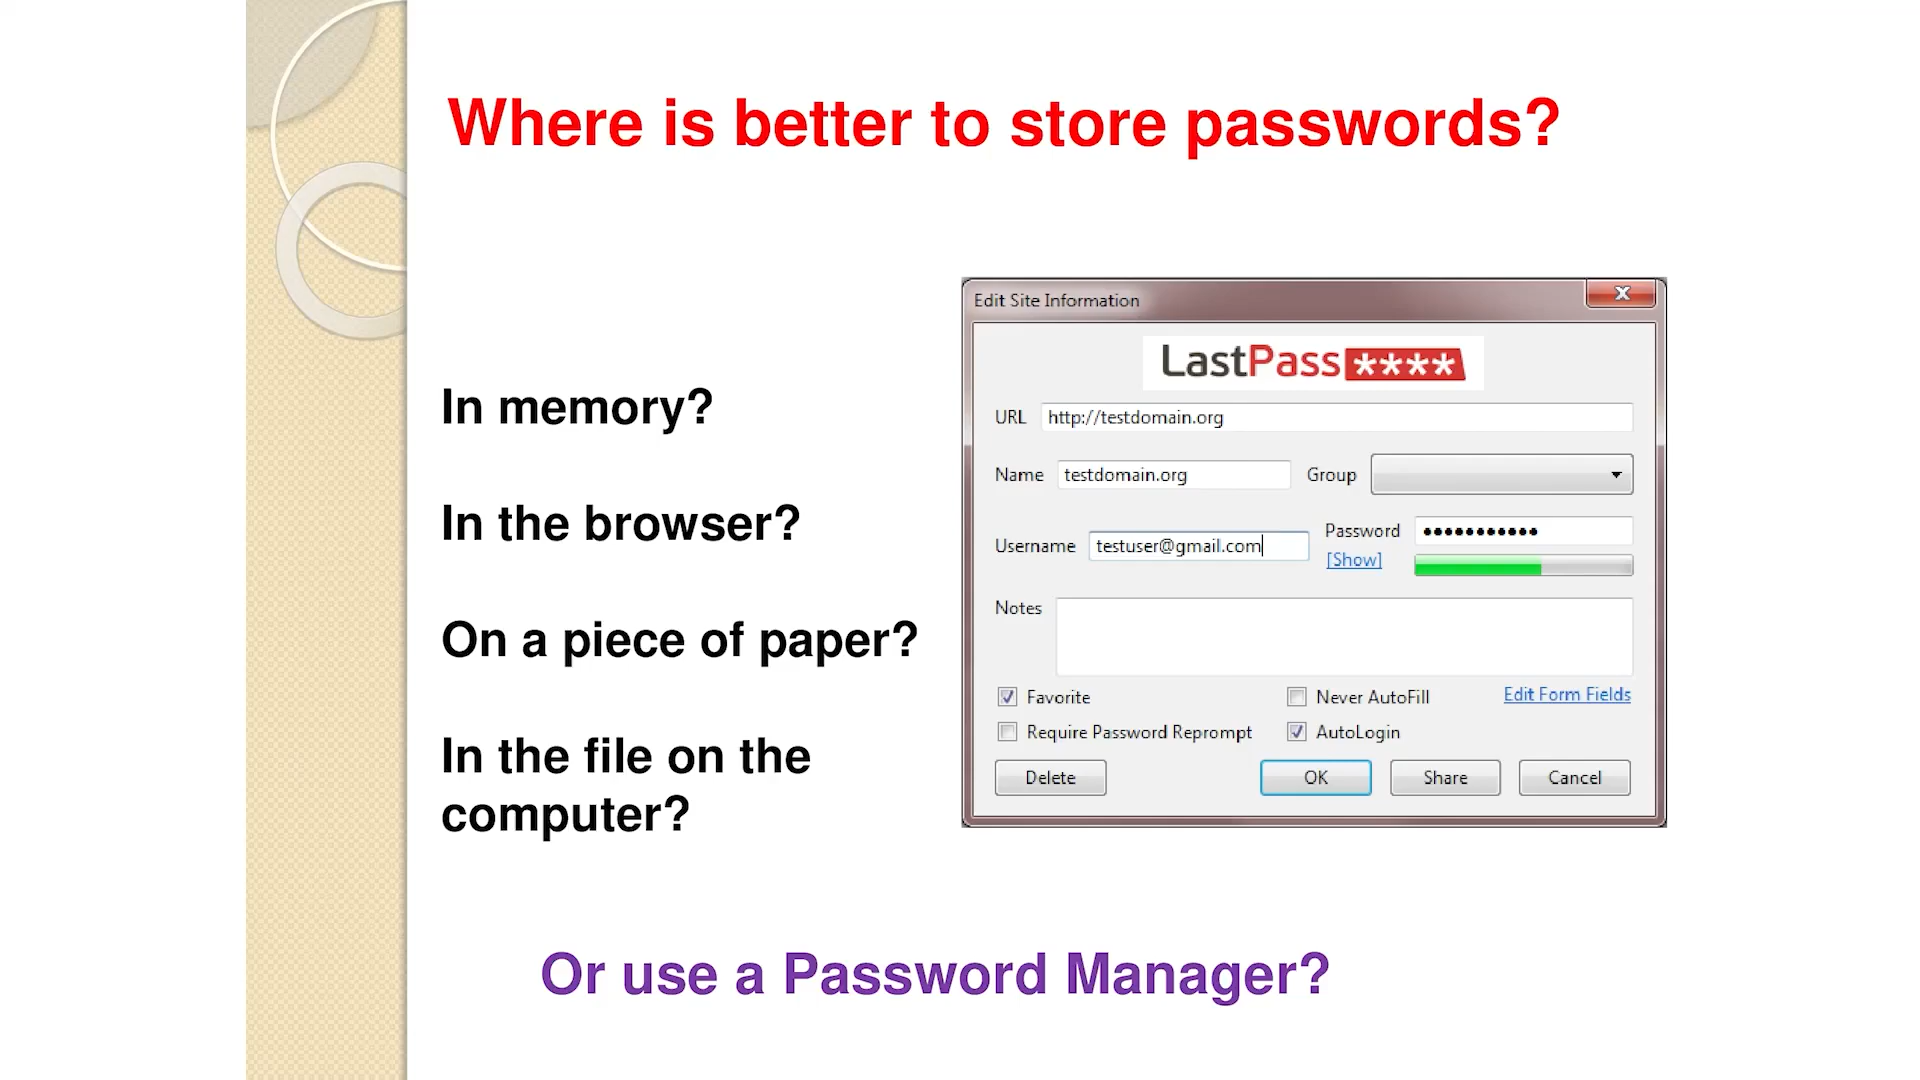 Where is better to store passwords?
In memory?
In the browser?
On a piece of paper?
In the file on the
computer?
Edit Site Information
X
LastPass ****
URL http://testdomain.org
Name testdomain.org Group
Username testuser@gmail.com Password •••••••••••
[Show]
Notes
Favorite Never AutoFill Edit Form Fields
Require Password Reprompt AutoLogin
Delete OK Share Cancel
Or use a Password Manager?